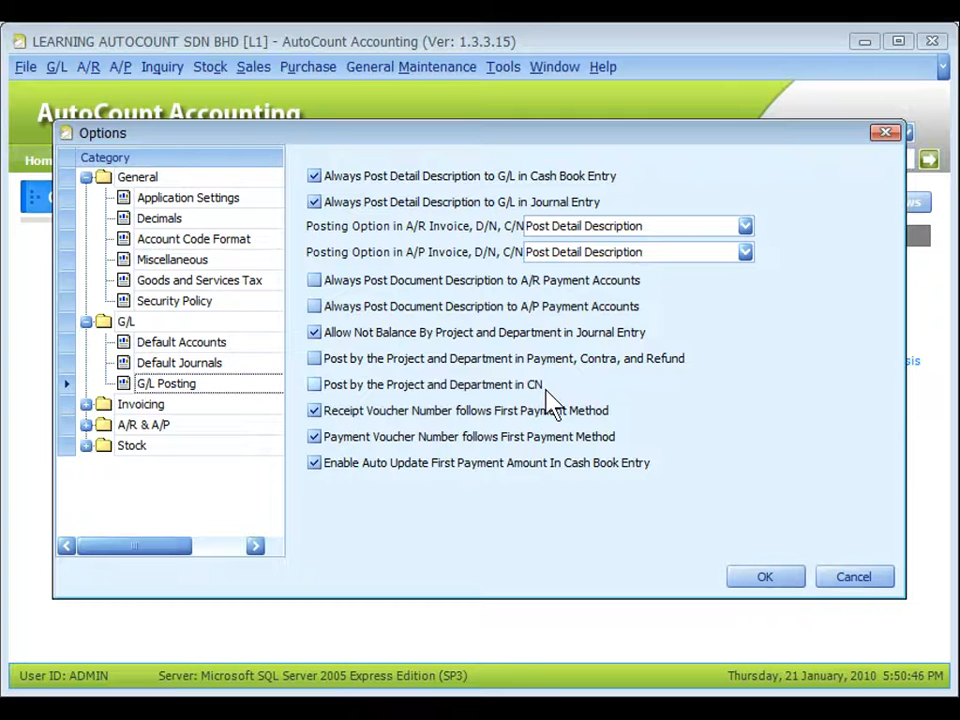 LEARNING AUTOCOUNT SDN BHD [L1] - AutoCount Accounting (Ver: 1.3.3.15)
File G/L A/R A/P Inquiry Stock Sales Purchase General Maintenance Tools Window Help
AutoCount Accounting
Options
Hom
Category
General
Application Settings
Decimals
Account Code Format
Miscellaneous
Goods and Services Tax
Security Policy
G/L
Default Accounts
Default Journals
G/L Posting
Invoicing
A/R & A/P
Stock
Always Post Detail Description to G/L in Cash Book Entry
Always Post Detail Description to G/L in Journal Entry
Posting Option in A/R Invoice, D/N, C/N Post Detail Description
Posting Option in A/P Invoice, D/N, C/N Post Detail Description
Always Post Document Description to A/R Payment Accounts
Always Post Document Description to A/P Payment Accounts
Allow Not Balance By Project and Department in Journal Entry
Post by the Project and Department in Payment, Contra, and Refund
Post by the Project and Department in CN
Receipt Voucher Number follows First Payment Method
Payment Voucher Number follows First Payment Method
Enable Auto Update First Payment Amount In Cash Book Entry
OK Cancel
User ID: ADMIN Server: Microsoft SQL Server 2005 Express Edition (SP3) Thursday, 21 January, 2010 5:50:46 PM